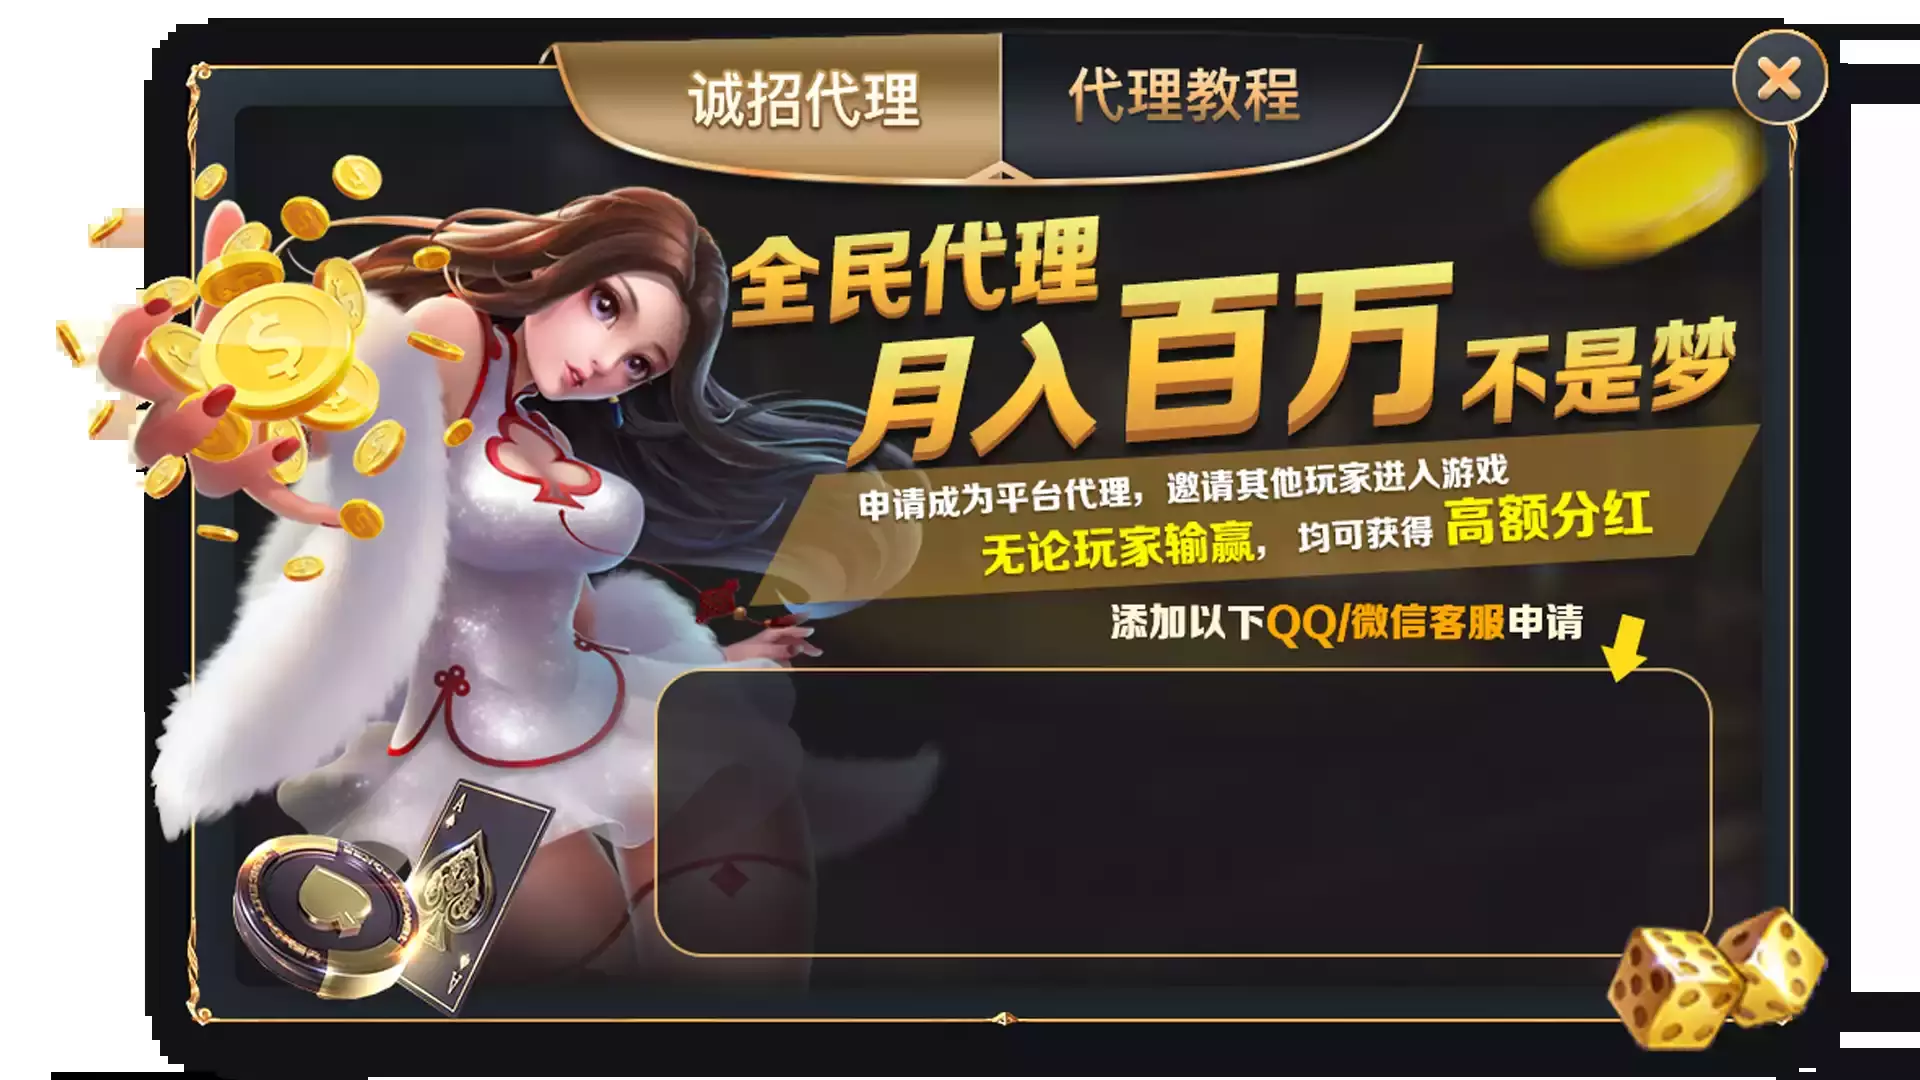 诚招代理
代理教程
全民代理
月入百万不是梦
申请成为平台代理，邀请其他玩家进入游戏
无论玩家输赢，均可获得高额分红
添加以下QQ/微信客服申请
A
A